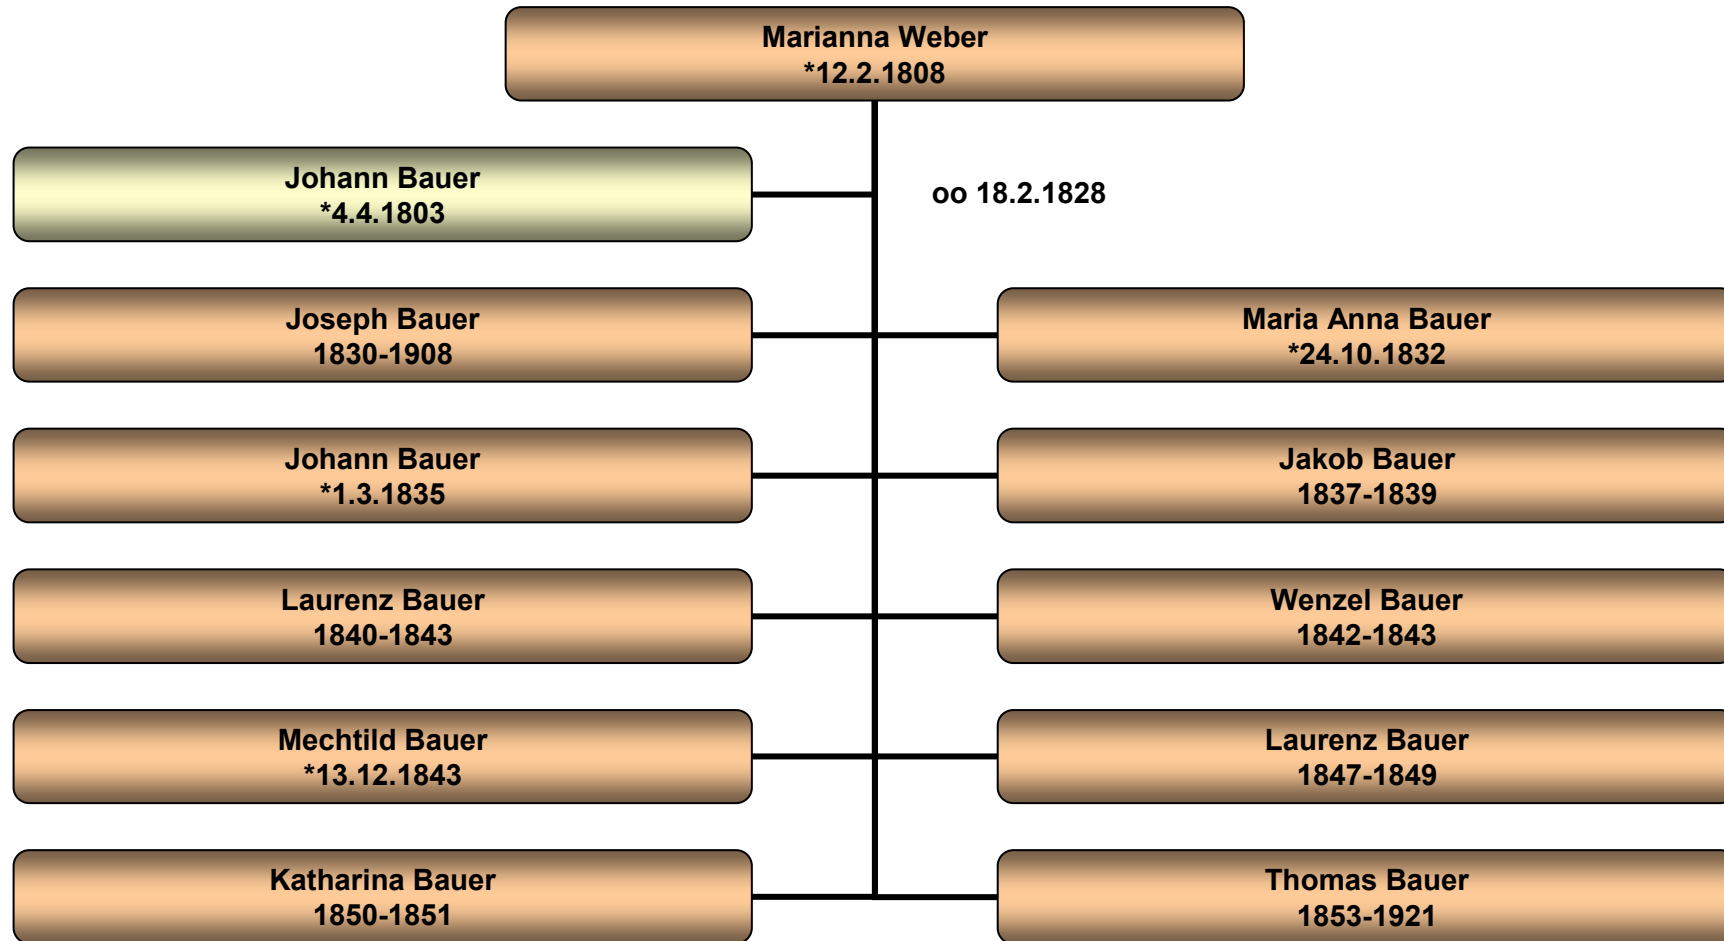 Marianna Weber
*12.2.1808
Johann Bauer
*4.4.1803
oo 18.2.1828
Joseph Bauer
1830-1908
Maria Anna Bauer
*24.10.1832
Johann Bauer
*1.3.1835
Jakob Bauer
1837-1839
Laurenz Bauer
1840-1843
Wenzel Bauer
1842-1843
Mechtild Bauer
*13.12.1843
Laurenz Bauer
1847-1849
Katharina Bauer
1850-1851
Thomas Bauer
1853-1921